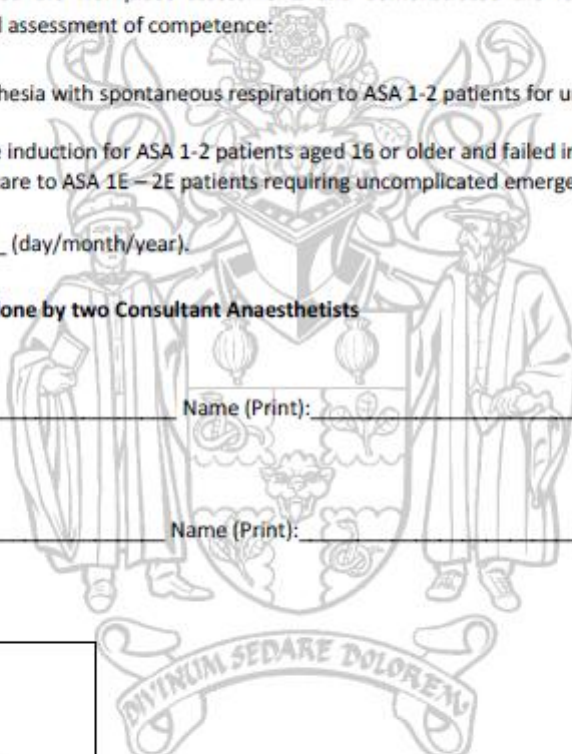 l assessment of competence:
hesia with spontaneous respiration to ASA 1-2 patients for u
e induction for ASA 1-2 patients aged 16 or older and failed in
are to ASA 1E – 2E patients requiring uncomplicated emerge
_ (day/month/year).
one by two Consultant Anaesthetists
Name (Print):
Name (Print):
DIVINUM SEDARE DOLOREM